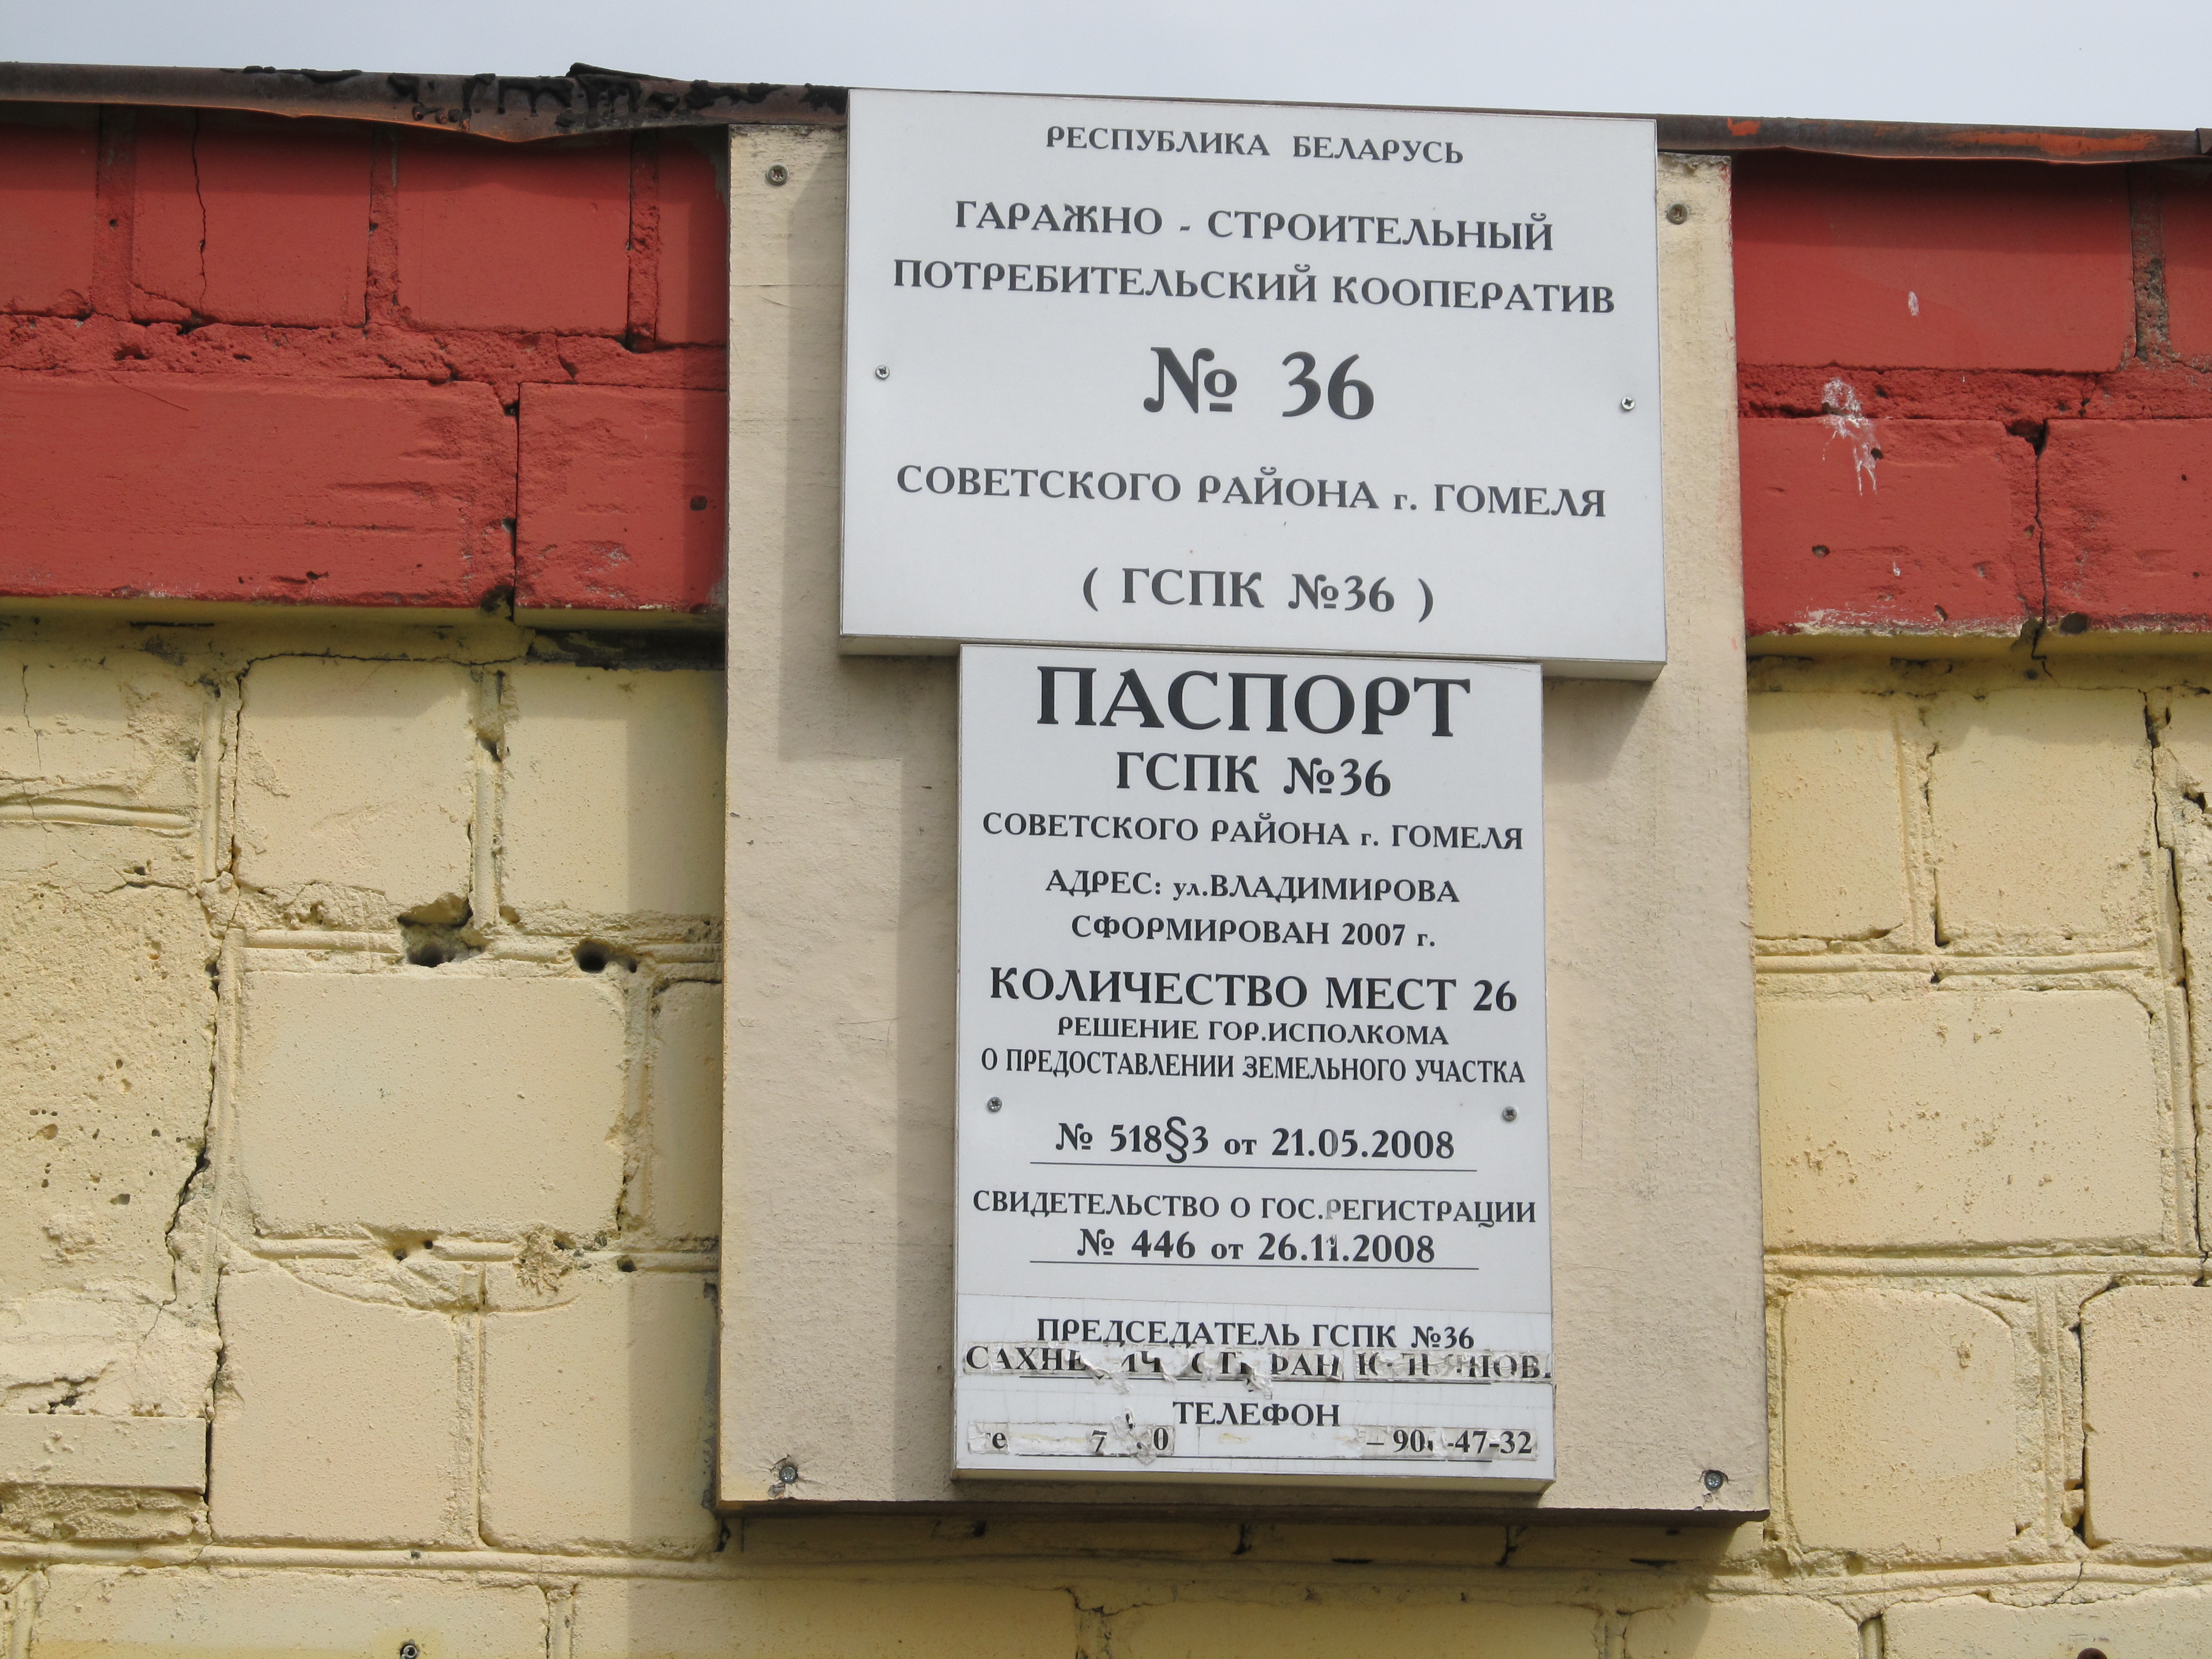 РЕСПУБЛИКА БЕЛАРУСЬ
ГАРАЖНО - СТРОИТЕЛЬНЫЙ
ПОТРЕБИТЕЛЬСКИЙ КООПЕРАТИВ
№ 36
СОВЕТСКОГО РАЙОНА г. ГОМЕЛЯ
( ГСПК №36 )
ПАСПОРТ
ГСПК №36
СОВЕТСКОГО РАЙОНА г. ГОМЕЛЯ
АДРЕС: ул.ВЛАДИМИРОВА
СФОРМИРОВАН 2007 г.
КОЛИЧЕСТВО МЕСТ 26
РЕШЕНИЕ ГОР.ИСПОЛКОМА
О ПРЕДОСТАВЛЕНИИ ЗЕМЕЛЬНОГО УЧАСТКА
№ 518§3 от 21.05.2008
СВИДЕТЕЛЬСТВО О ГОС.РЕГИСТРАЦИИ
№ 446 от 26.11.2008
ПРЕДСЕДАТЕЛЬ ГСПК №36
ТЕЛЕФОН